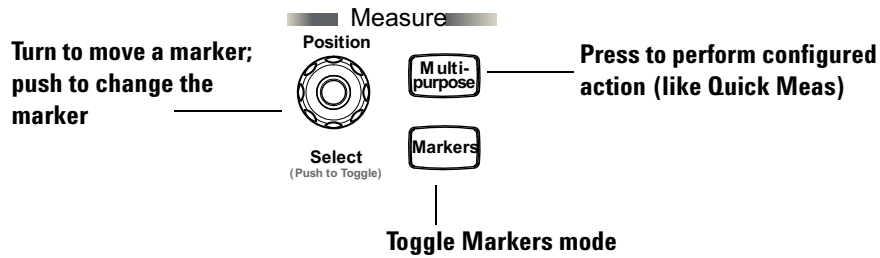 Measure
Turn to move a marker;
push to change the
marker
Position
Select
(Push to Toggle)
Multi-
purpose
Markers
Press to perform configured
action (like Quick Meas)
Toggle Markers mode